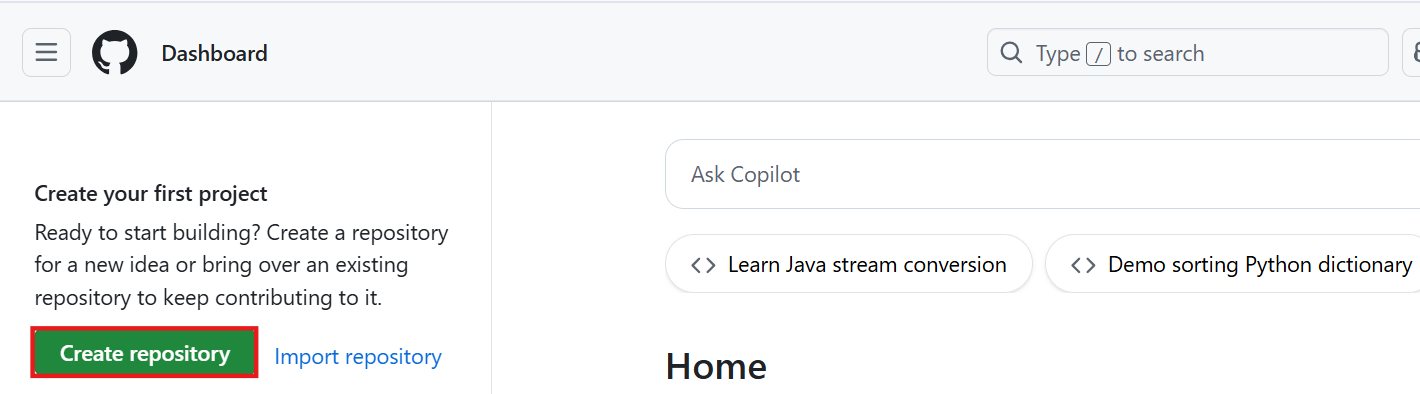 Dashboard
Type / to search
Create your first project
Ready to start building? Create a repository
for a new idea or bring over an existing
repository to keep contributing to it.
Create repository
Import repository
Ask Copilot
Learn Java stream conversion
Demo sorting Python dictionary
Home